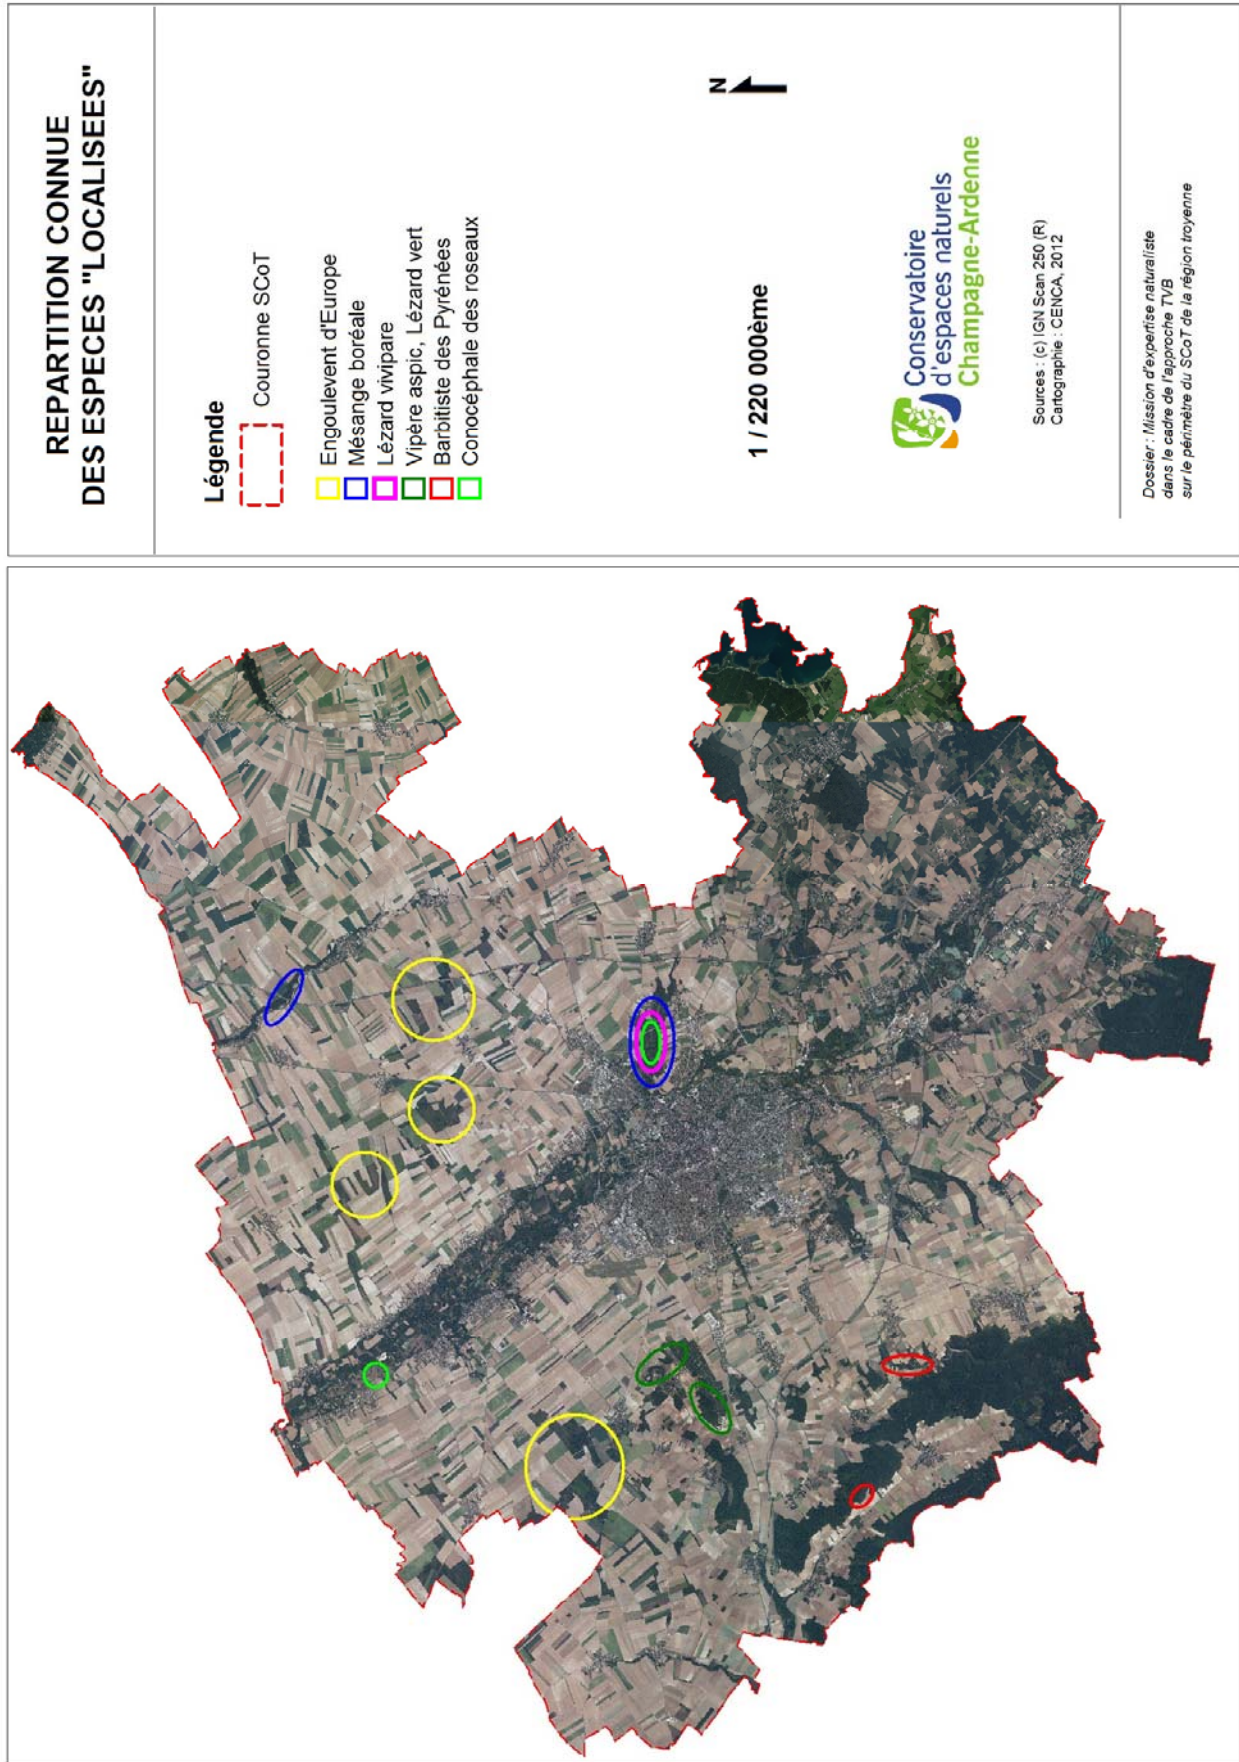 REPARTITION CONNUE
DES ESPECES "LOCALISEES"
Légende
Couronne SCoT
Engoulevent d'Europe
Mésange boréale
Lézard vivipare
Vipère aspic, Lézard vert
Barbitiste des Pyrénées
Conocéphale des roseaux
N
1 / 220 000ème
Conservatoire
d'espaces naturels
Champagne-Ardenne
Sources : (c) IGN Scan 250 (R)
Cartographie : CENCA, 2012
Dossier : Mission d'expertise naturaliste
dans le cadre de l'approche TVB
sur le périmètre du SCoT de la région troyenne